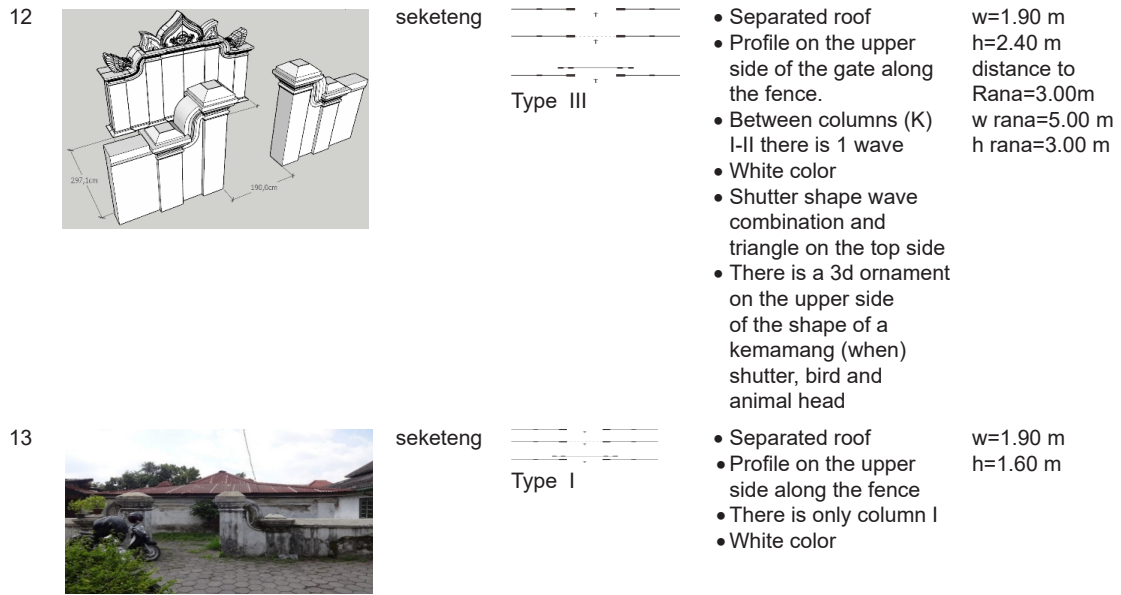 12
297,1cm
190,0cm
seketeng
Type III
• Separated roof
• Profile on the upper
side of the gate along
the fence.
• Between columns (K)
I-II there is 1 wave
• White color
• Shutter shape wave
combination and
triangle on the top side
• There is a 3d ornament
on the upper side
of the shape of a
kemamang (when)
shutter, bird and
animal head
w=1.90 m
h=2.40 m
distance to
Rana=3.00m
w rana=5.00 m
h rana=3.00 m
13
seketeng
Type I
• Separated roof
• Profile on the upper
side along the fence
• There is only column I
• White color
w=1.90 m
h=1.60 m